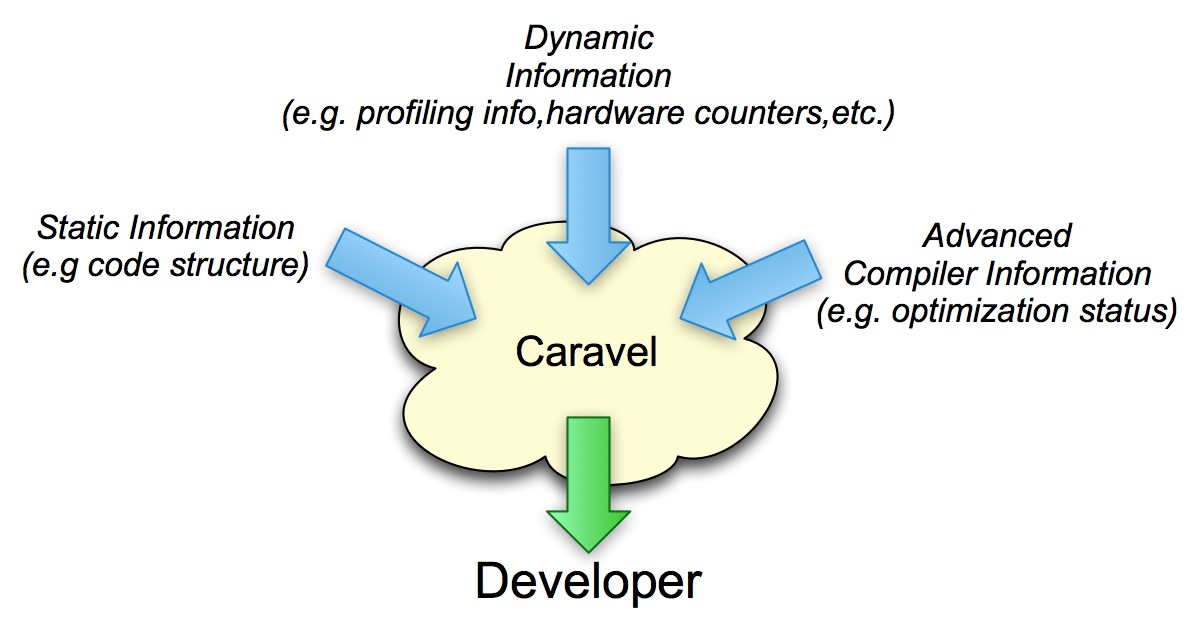 Dynamic
Information
(e.g. profiling info,hardware counters,etc.)
Static Information
(e.g code structure)
Advanced
Compiler Information
(e.g. optimization status)
Caravel
Developer